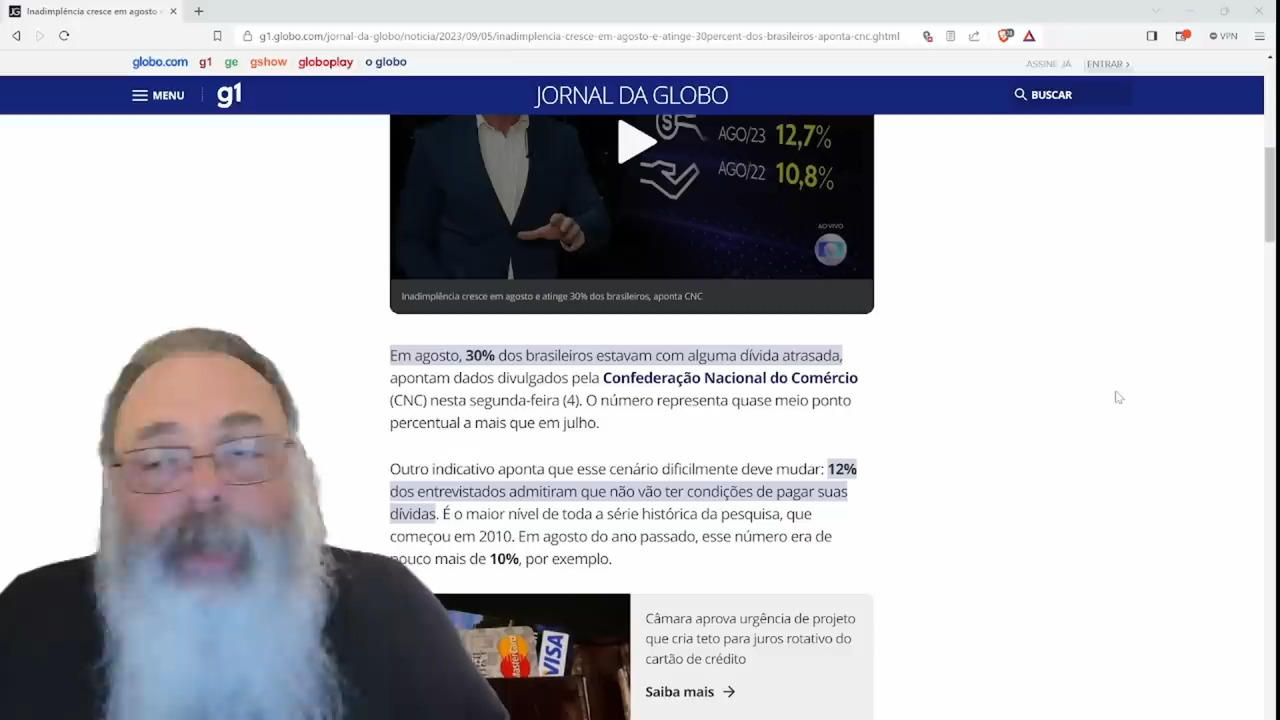 Inadimplência cresce em agosto e
g1.globo.com/jornal-da-globo/noticia/2023/09/05/inadimplencia-cresce-em-agosto-e-atinge-30percent-dos-brasileiros-aponta-cnc.ghtml
VPN
globo.com g1 ge gshow globoplay o globo
ASSINE JÁ ENTRAR ›
MENU g1 JORNAL DA GLOBO BUSCAR
AGO/23 12,7%
AGO/22 10,8%
AO VIVO
Inadimplência cresce em agosto e atinge 30% dos brasileiros, aponta CNC
Em agosto, 30% dos brasileiros estavam com alguma dívida atrasada,
apontam dados divulgados pela Confederação Nacional do Comércio
(CNC) nesta segunda-feira (4). O número representa quase meio ponto
percentual a mais que em julho.
Outro indicativo aponta que esse cenário dificilmente deve mudar: 12%
dos entrevistados admitiram que não vão ter condições de pagar suas
dívidas. É o maior nível de toda a série histórica da pesquisa, que
começou em 2010. Em agosto do ano passado, esse número era de
pouco mais de 10%, por exemplo.
Câmara aprova urgência de projeto
que cria teto para juros rotativo do
cartão de crédito
Saiba mais →
MasterCard
VISA